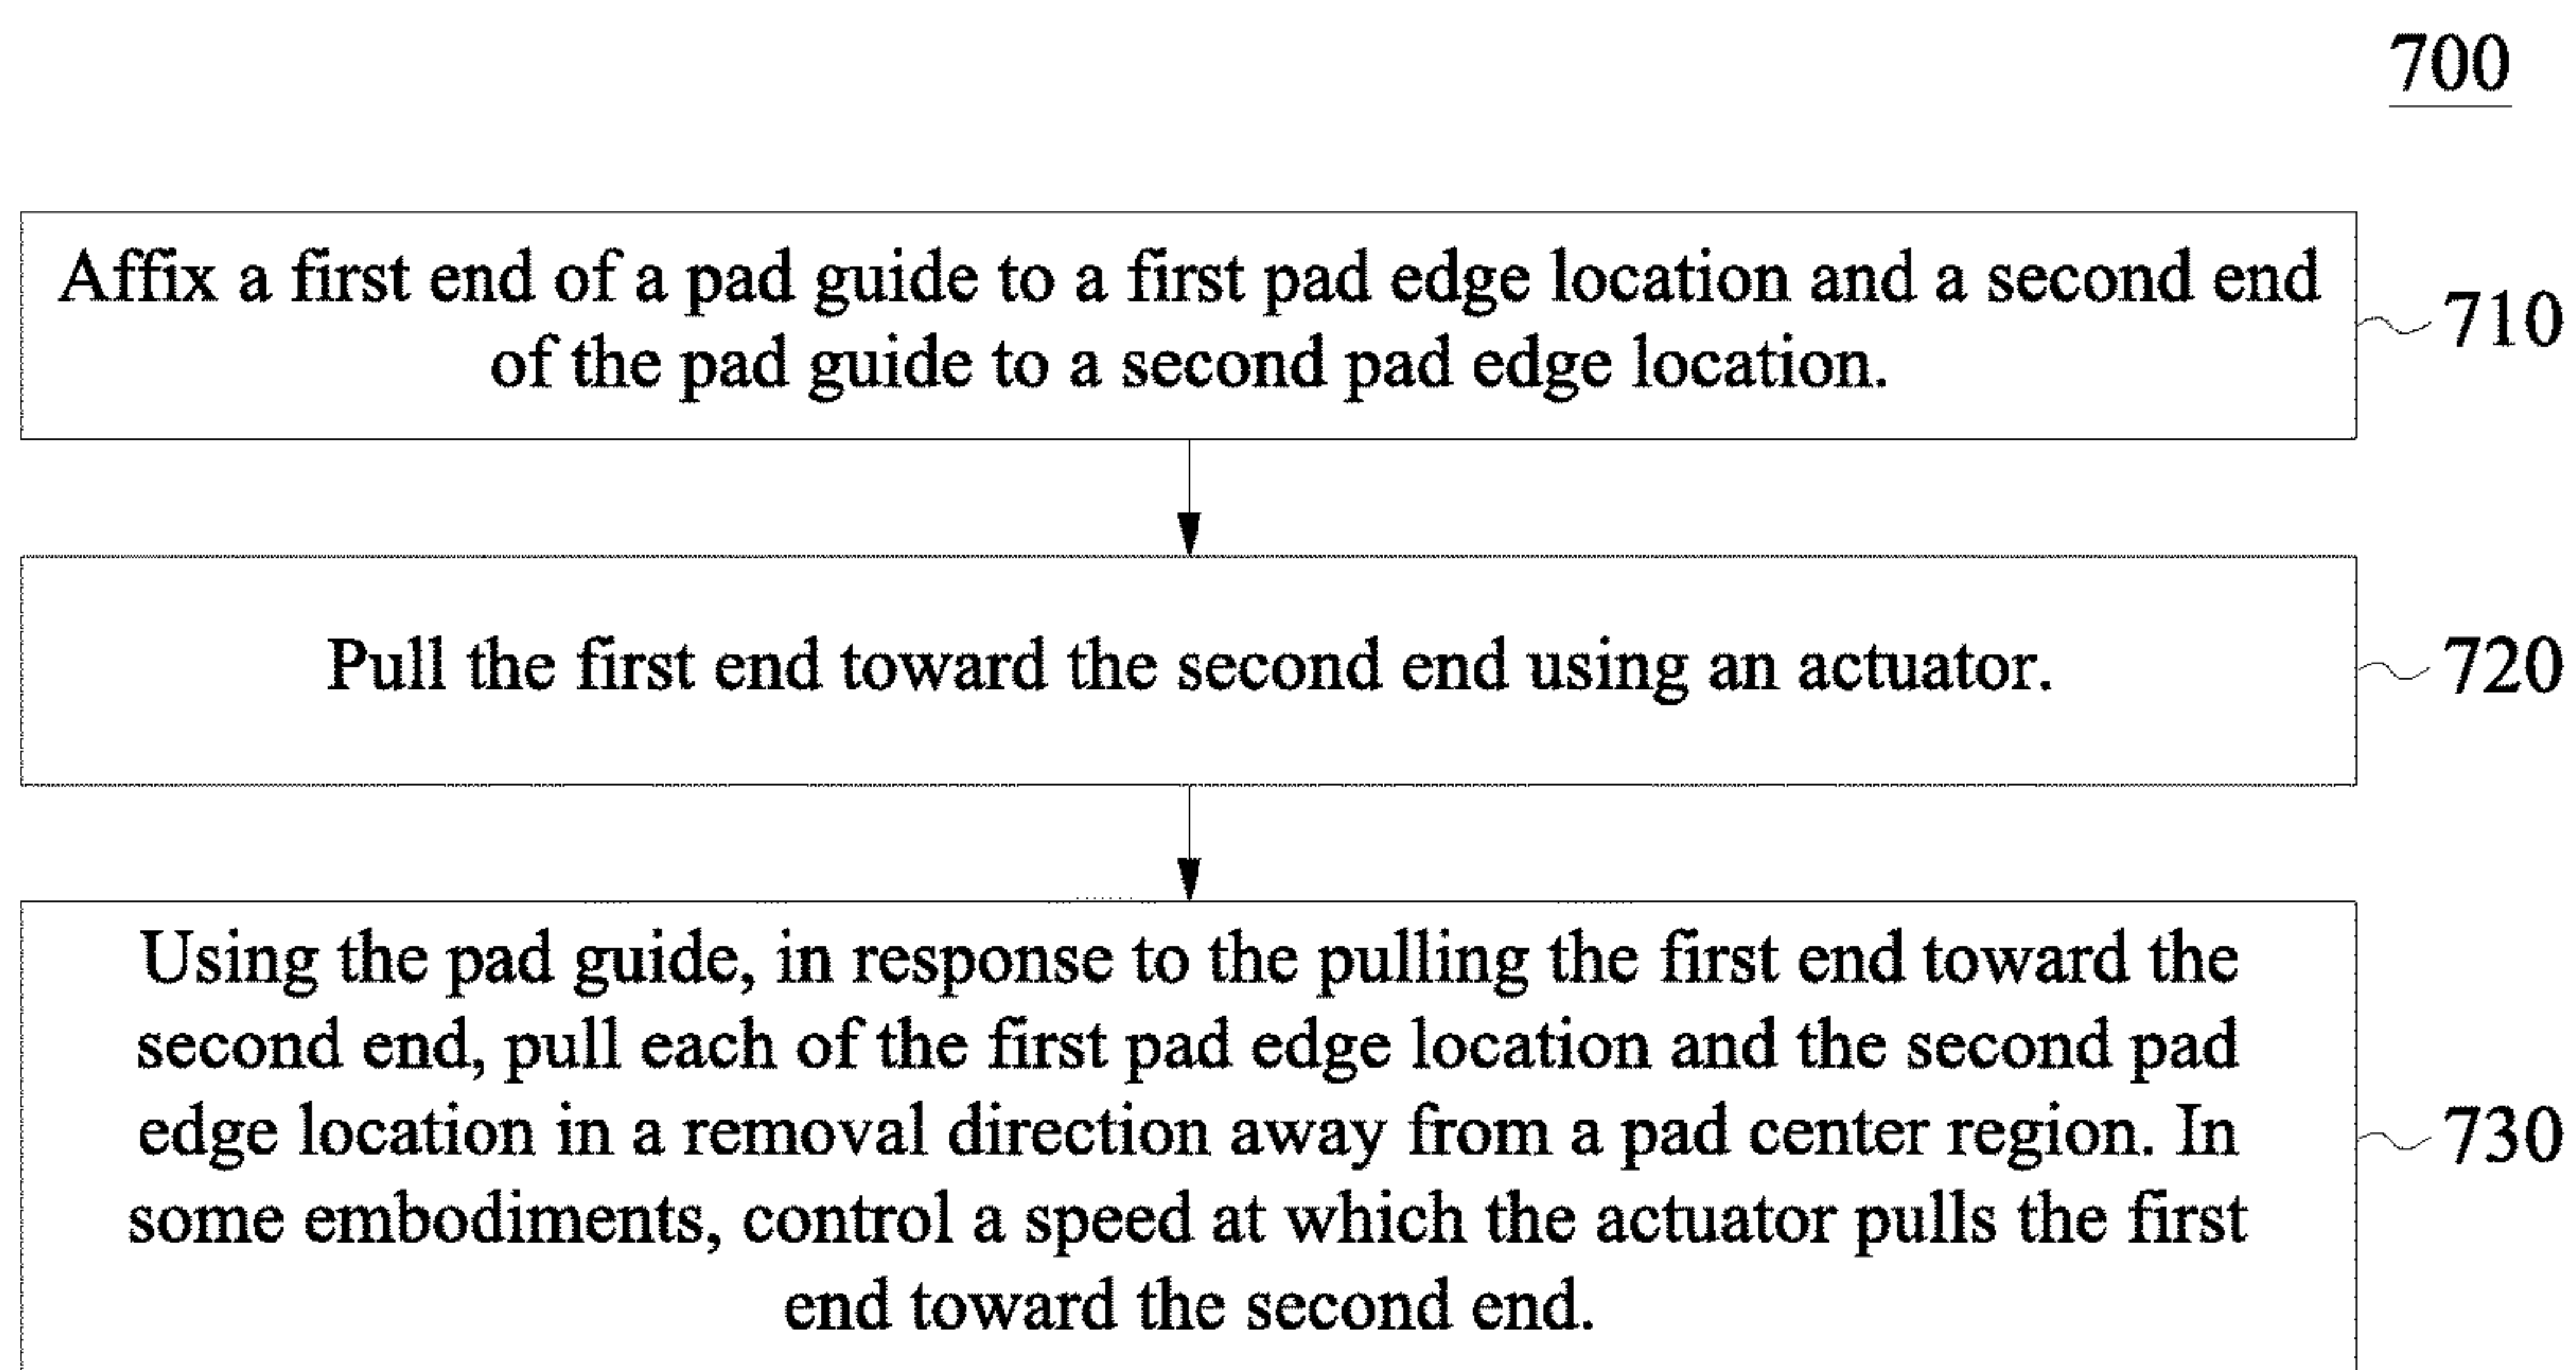 700
Affix a first end of a pad guide to a first pad edge location and a second end
of the pad guide to a second pad edge location.
710
Pull the first end toward the second end using an actuator.
720
Using the pad guide, in response to the pulling the first end toward the
second end, pull each of the first pad edge location and the second pad
edge location in a removal direction away from a pad center region. In
some embodiments, control a speed at which the actuator pulls the first
end toward the second end.
730